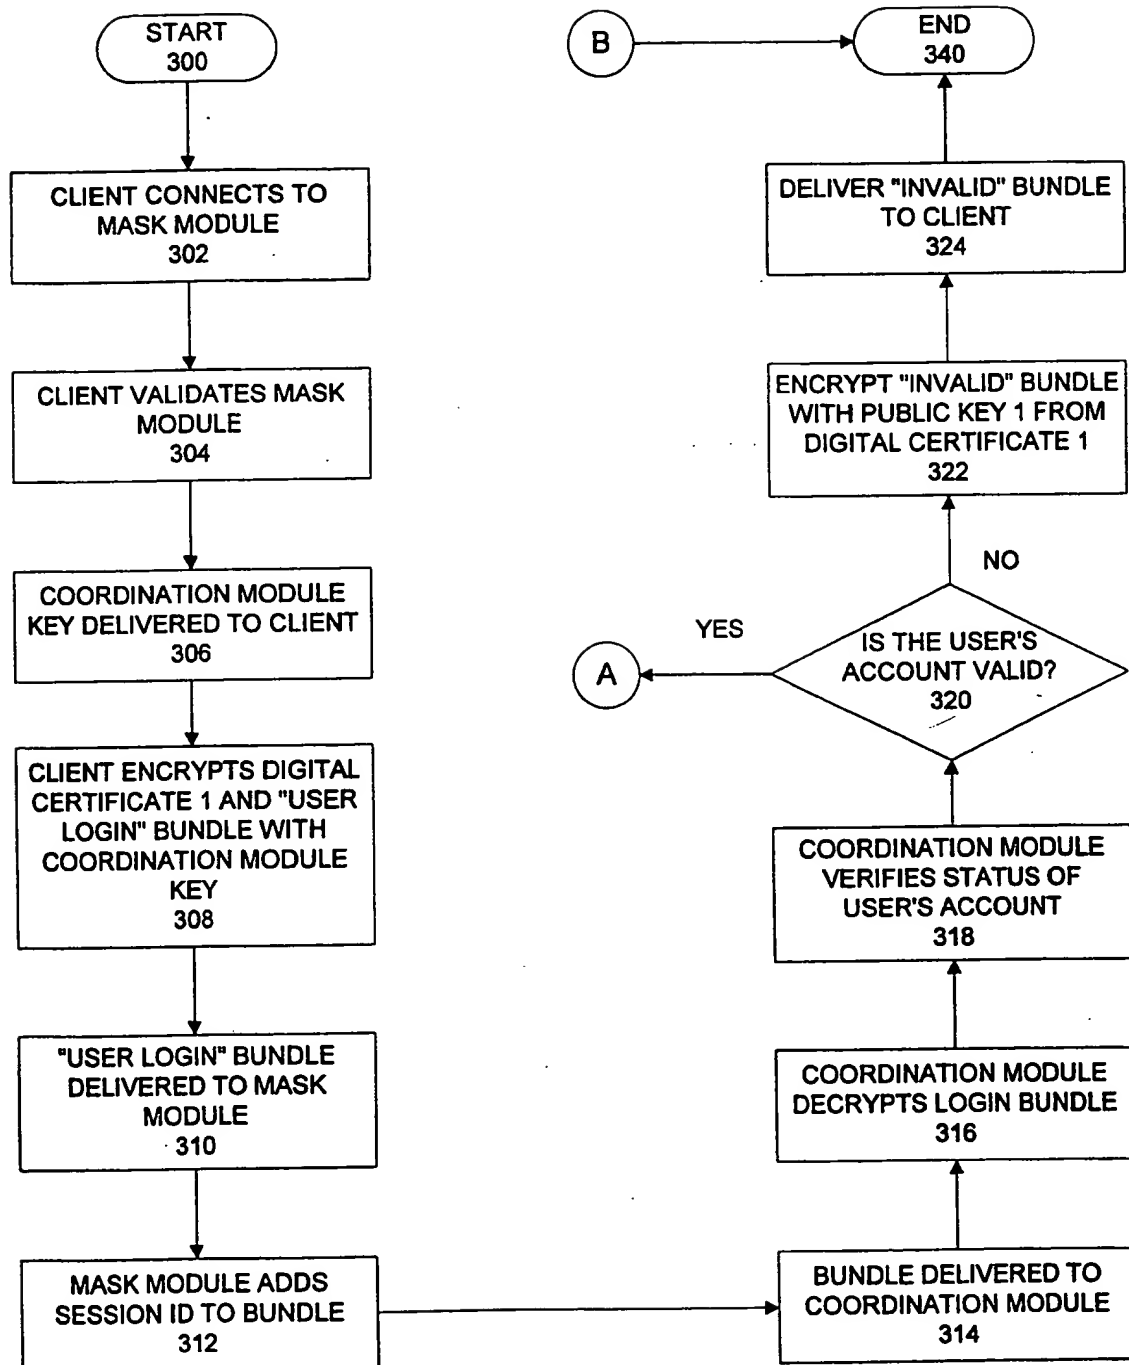 START
300
CLIENT CONNECTS TO
MASK MODULE
302
CLIENT VALIDATES MASK
MODULE
304
COORDINATION MODULE
KEY DELIVERED TO CLIENT
306
CLIENT ENCRYPTS DIGITAL
CERTIFICATE 1 AND "USER
LOGIN" BUNDLE WITH
COORDINATION MODULE
KEY
308
"USER LOGIN" BUNDLE
DELIVERED TO MASK
MODULE
310
MASK MODULE ADDS
SESSION ID TO BUNDLE
312
BUNDLE DELIVERED TO
COORDINATION MODULE
314
COORDINATION MODULE
DECRYPTS LOGIN BUNDLE
316
COORDINATION MODULE
VERIFIES STATUS OF
USER'S ACCOUNT
318
IS THE USER'S
ACCOUNT VALID?
320
YES
A
NO
ENCRYPT "INVALID" BUNDLE
WITH PUBLIC KEY 1 FROM
DIGITAL CERTIFICATE 1
322
DELIVER "INVALID" BUNDLE
TO CLIENT
324
B
END
340